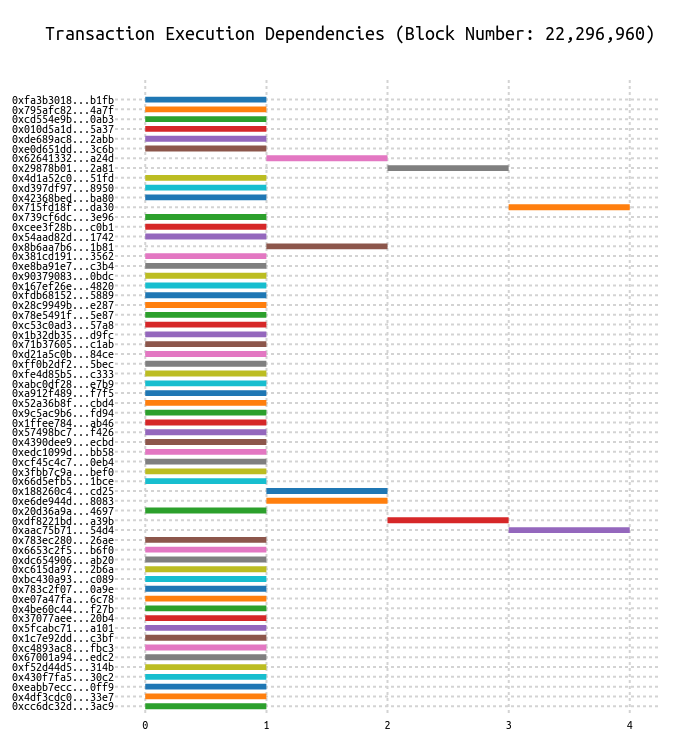 Transaction Execution Dependencies (Block Number: 22,296,960)
0xfa3b3018...b1fb
0x795afc82...4a7f
0xcd554e9b...0ab3
0x010d5a1d...5a37
0xde689ac8...2abb
0xe0d651dd...3c6b
0x62641332...a24d
0x29878b01...2a81
0x4d1a52c0...51fd
0xd397df97...8950
0x42368bed...ba80
0x715fd18f...da30
0x739cf6dc...3e96
0xcee3f28b...c0b1
0x54aad82d...1742
0x8b6aa7b6...1b81
0x381cd191...3562
0xe8ba91e7...c3b4
0x90379083...0bdc
0x167ef26e...4820
0xfdb68152...5889
0x28c9949b...e287
0x78e5491f...5e87
0xc53c0ad3...57a8
0x1b32db35...d9fc
0x71b37605...c1ab
0xd21a5c0b...84ce
0xff0b2df2...5bec
0xfe4d85b5...c333
0xabc0df28...e7b9
0xa912f489...f7f5
0x52a36b8f...cbd4
0x9c5ac9b6...fd94
0x1ffee784...ab46
0x57498bc7...f426
0x4390dee9...ecbd
0xedc1099d...bb58
0xcf45c4c7...0eb4
0x3fbb7c9a...bef0
0x66d5efb5...1bce
0x188260c4...cd25
0xe6de944d...8083
0x20d36a9a...4697
0xdf8221bd...a39b
0xaac75b71...54d4
0x783ec280...26ae
0x6653c2f5...b6f0
0xdc654906...ab20
0xc615da97...2b6a
0xbc430a93...c089
0x783c2f07...0a9e
0xe07a47fa...6c78
0x4be60c44...f27b
0x37077aee...20b4
0x5fcabc71...a101
0x1c7e92dd...c3bf
0xc4893ac8...fbc3
0x67001a94...edc2
0xf52d44d5...314b
0x430f7fa5...30c2
0xeabb7ecc...0ff9
0x4df3cdc0...33e7
0xcc6dc32d...3ac9
0 1 2 3 4